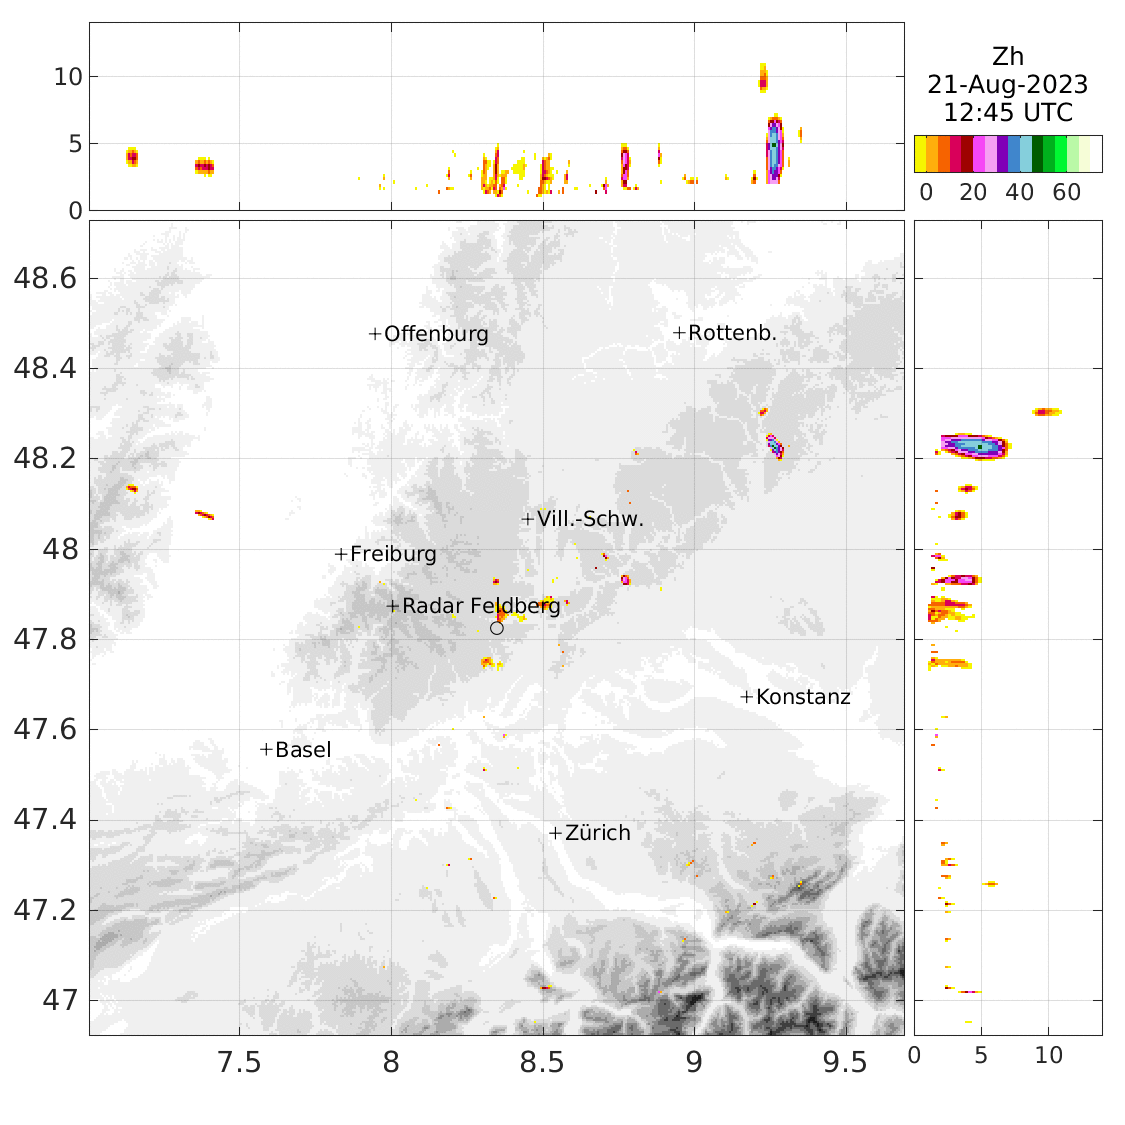 10
5
0
Zh
21-Aug-2023
12:45 UTC
0 20 40 60
48.6
48.4
48.2
48
47.8
47.6
47.4
47.2
47
Offenburg
Rottenb.
Vill.-Schw.
Freiburg
Radar Feldberg
Konstanz
Basel
Zürich
7.5 8 8.5 9 9.5
0 5 10